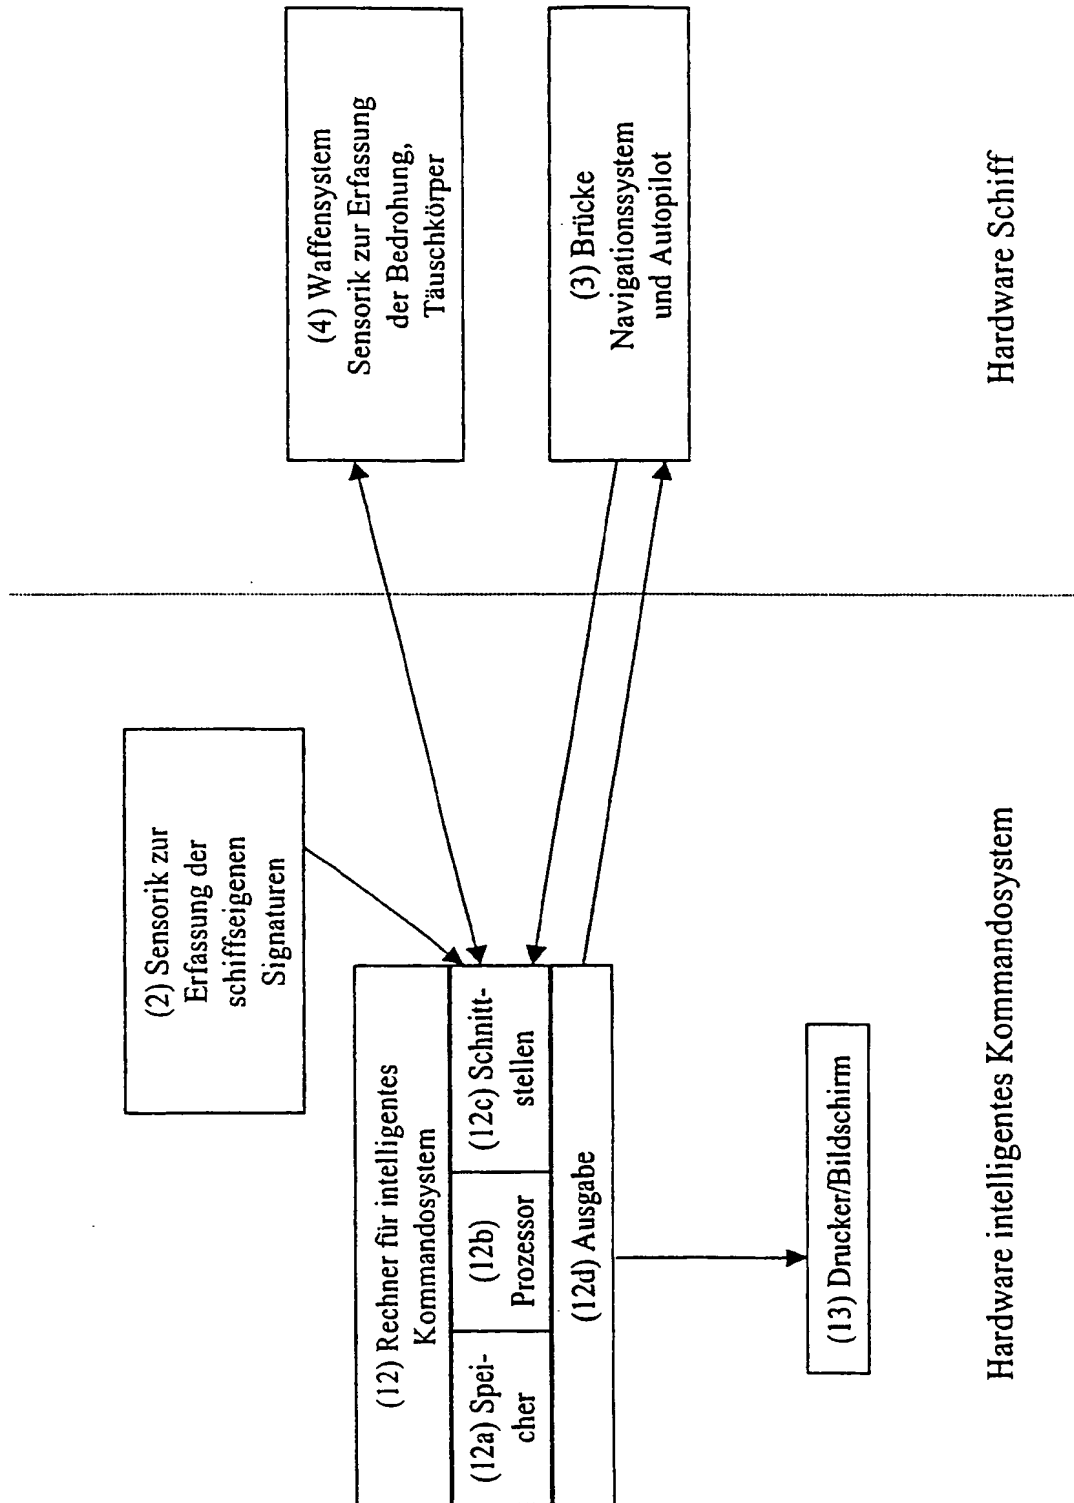 (2) Sensorik zur
Erfassung der
schiffseigenen
Signaturen
(4) Waffensystem
Sensorik zur Erfassung
der Bedrohung,
Täuschkörper
(12) Rechner für intelligentes
Kommandosystem
(12a) Spei-
cher
(12b)
Prozessor
(12c) Schnitt-
stellen
(12d) Ausgabe
(3) Brücke
Navigationssystem
und Autopilot
(13) Drucker/Bildschirm
Hardware intelligentes Kommandosystem
Hardware Schiff